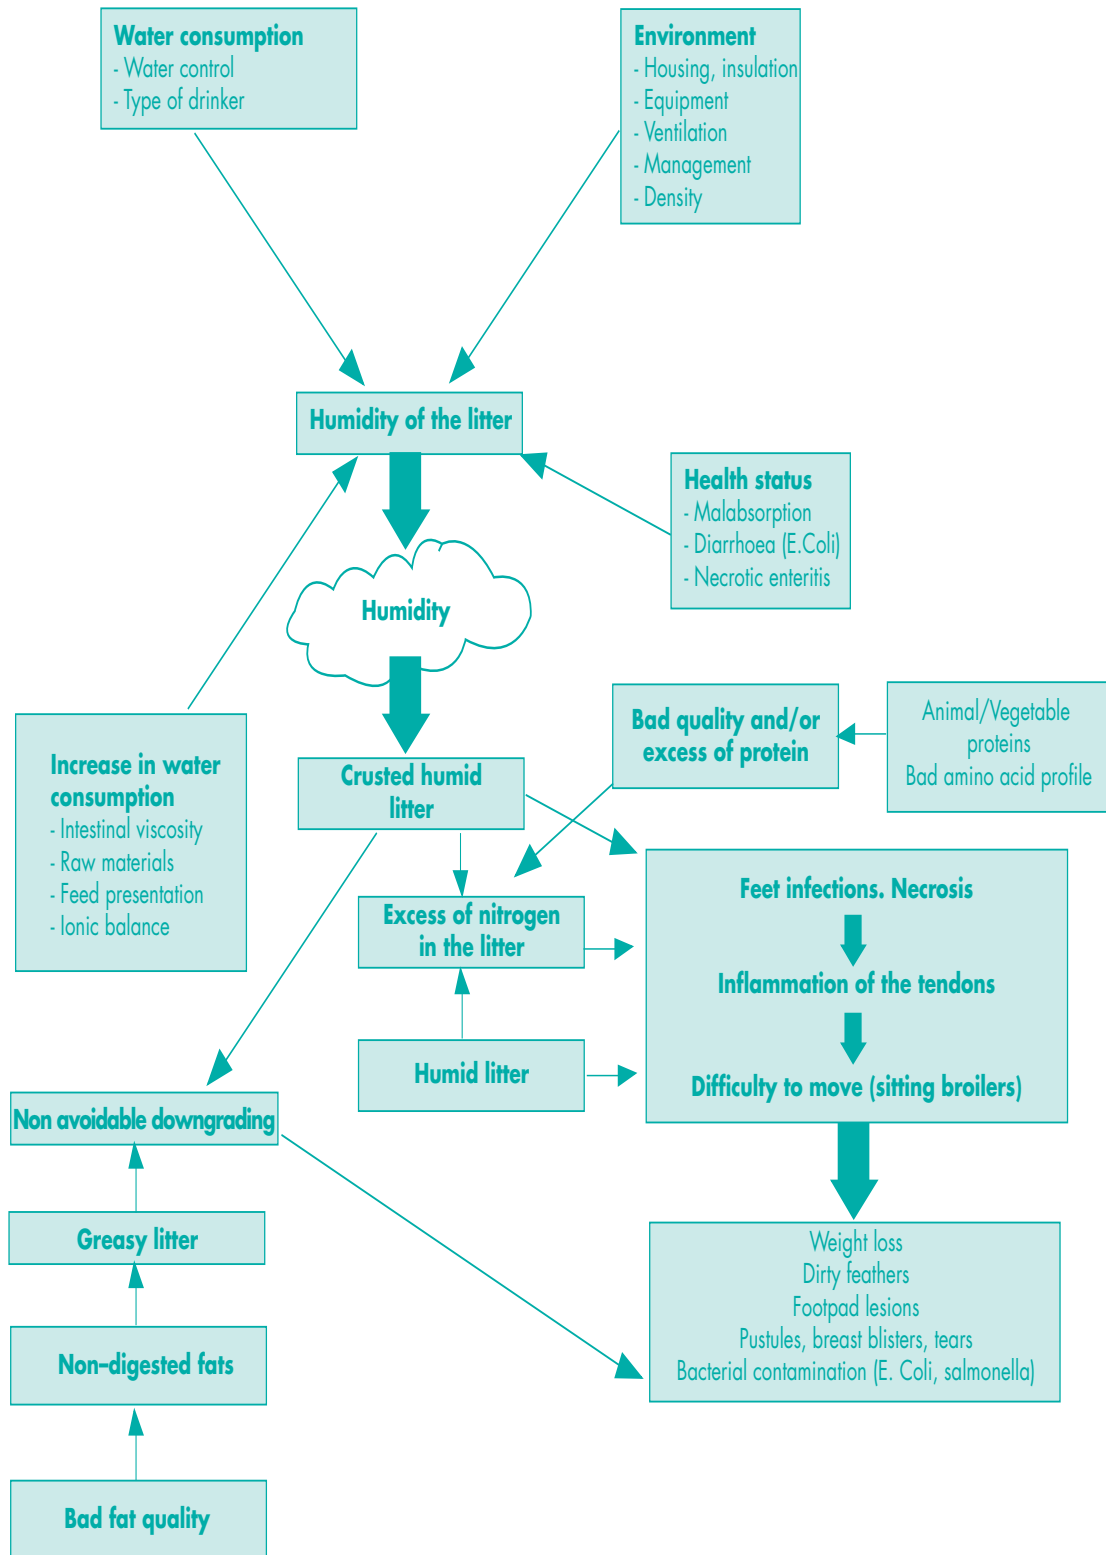 Water consumption
- Water control
- Type of drinker
Environment
- Housing, insulation
- Equipment
- Ventilation
- Management
- Density
Humidity of the litter
Health status
- Malabsorption
- Diarrhoea (E.Coli)
- Necrotic enteritis
Humidity
Increase in water
consumption
- Intestinal viscosity
- Raw materials
- Feed presentation
- Ionic balance
Bad quality and/or
excess of protein
Animal/Vegetable
proteins
Bad amino acid profile
Crusted humid
litter
Excess of nitrogen
in the litter
Humid litter
Feet infections. Necrosis
Inflammation of the tendons
Difficulty to move (sitting broilers)
Non avoidable downgrading
Greasy litter
Non-digested fats
Bad fat quality
Weight loss
Dirty feathers
Footpad lesions
Pustules, breast blisters, tears
Bacterial contamination (E. Coli, salmonella)